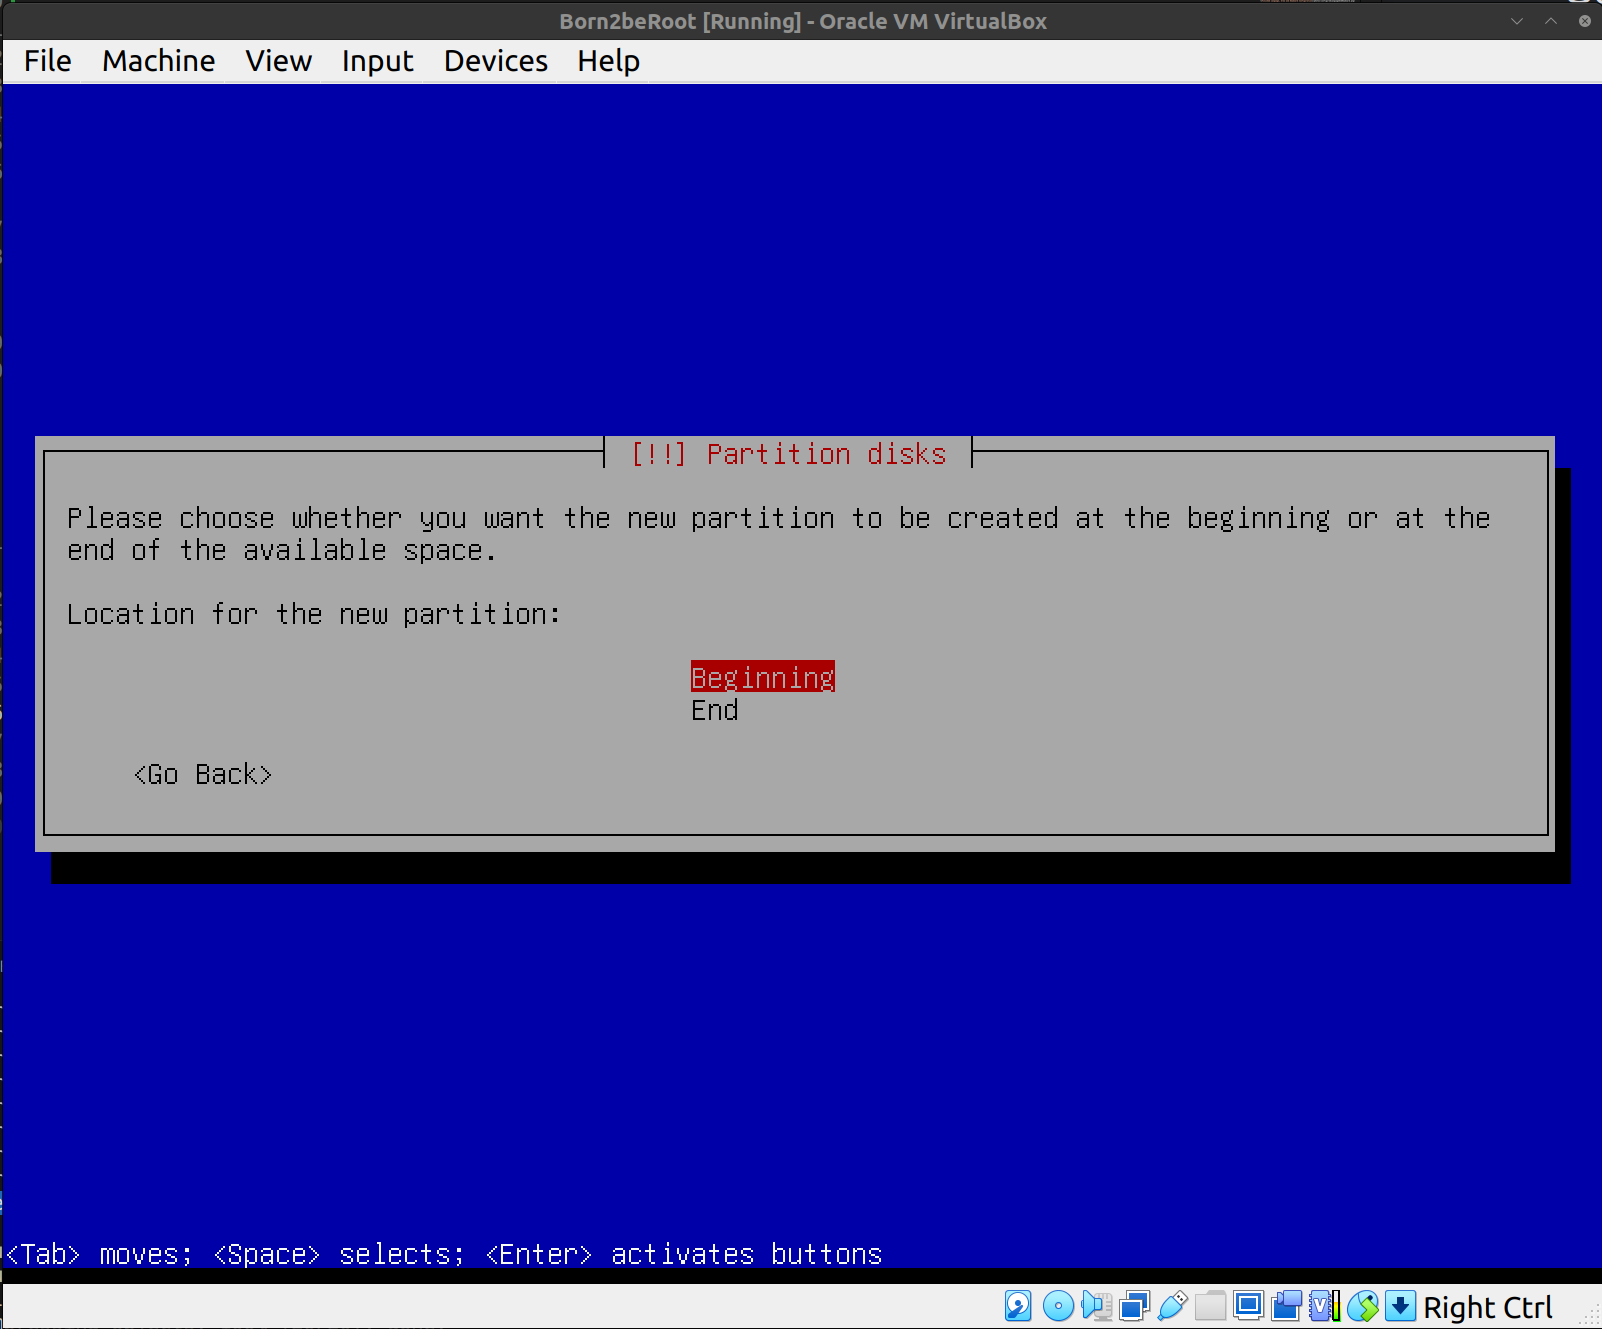 Born2beRoot [Running] - Oracle VM VirtualBox
File Machine View Input Devices Help
[!!] Partition disks
Please choose whether you want the new partition to be created at the beginning or at the
end of the available space.
Location for the new partition:
Beginning
End
<Go Back>
<Tab> moves; <Space> selects; <Enter> activates buttons
Right Ctrl